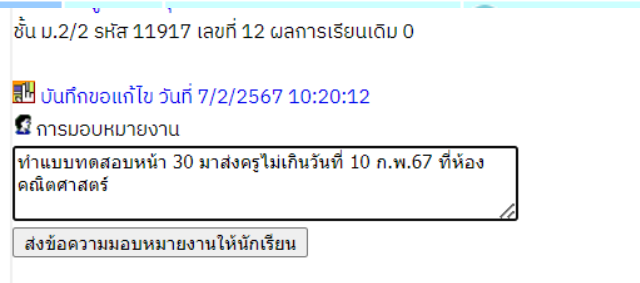 ชั้น ม.2/2 รหัส 11917 เลขที่ 12 ผลการเรียนเดิม 0
บันทึกขอแก้ไข วันที่ 7/2/2567 10:20:12
การมอบหมายงาน
ทำแบบทดสอบหน้า 30 มาส่งครูไม่เกินวันที่ 10 ก.พ.67 ที่ห้อง
คณิตศาสตร์
ส่งข้อความมอบหมายงานให้นักเรียน